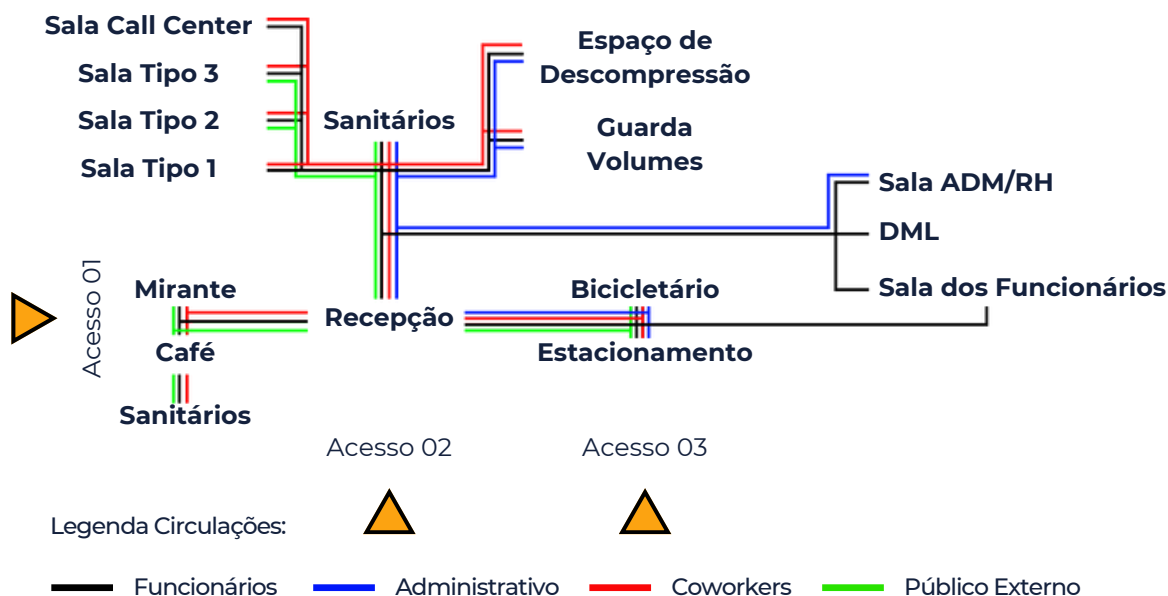 Sala Call Center
Sala Tipo 3
Sala Tipo 2
Sala Tipo 1
Sanitários
Espaço de
Descompressão
Guarda
Volumes
Sala ADM/RH
DML
Sala dos Funcionários
Acesso 01
Mirante
Café
Sanitários
Recepção
Bicicletário
Estacionamento
Acesso 02
Acesso 03
Legenda Circulações:
Funcionários
Administrativo
Coworkers
Público Externo